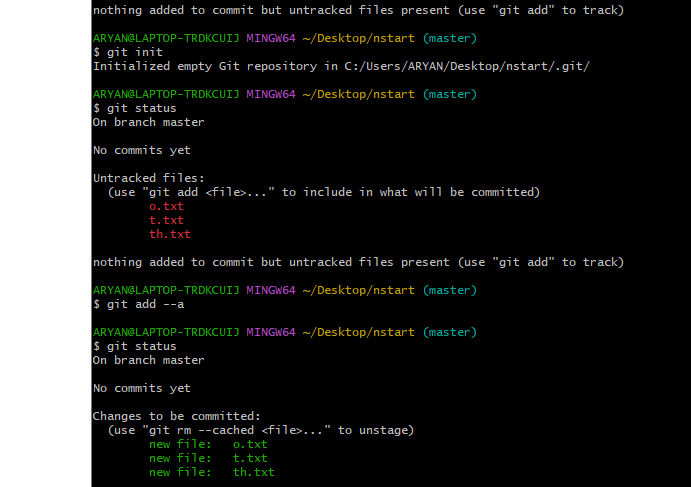 nothing added to commit but untracked files present (use "git add" to track)
ARYAN@LAPTOP-TRDKCUIJ MINGW64 ~/Desktop/nstart (master)
$ git init
Initialized empty Git repository in C:/Users/ARYAN/Desktop/nstart/.git/
ARYAN@LAPTOP-TRDKCUIJ MINGW64 ~/Desktop/nstart (master)
$ git status
On branch master
No commits yet
Untracked files:
(use "git add <file>..." to include in what will be committed)
o.txt
t.txt
th.txt
nothing added to commit but untracked files present (use "git add" to track)
ARYAN@LAPTOP-TRDKCUIJ MINGW64 ~/Desktop/nstart (master)
$ git add --a
ARYAN@LAPTOP-TRDKCUIJ MINGW64 ~/Desktop/nstart (master)
$ git status
On branch master
No commits yet
Changes to be committed:
(use "git rm --cached <file>..." to unstage)
new file:   o.txt
new file:   t.txt
new file:   th.txt